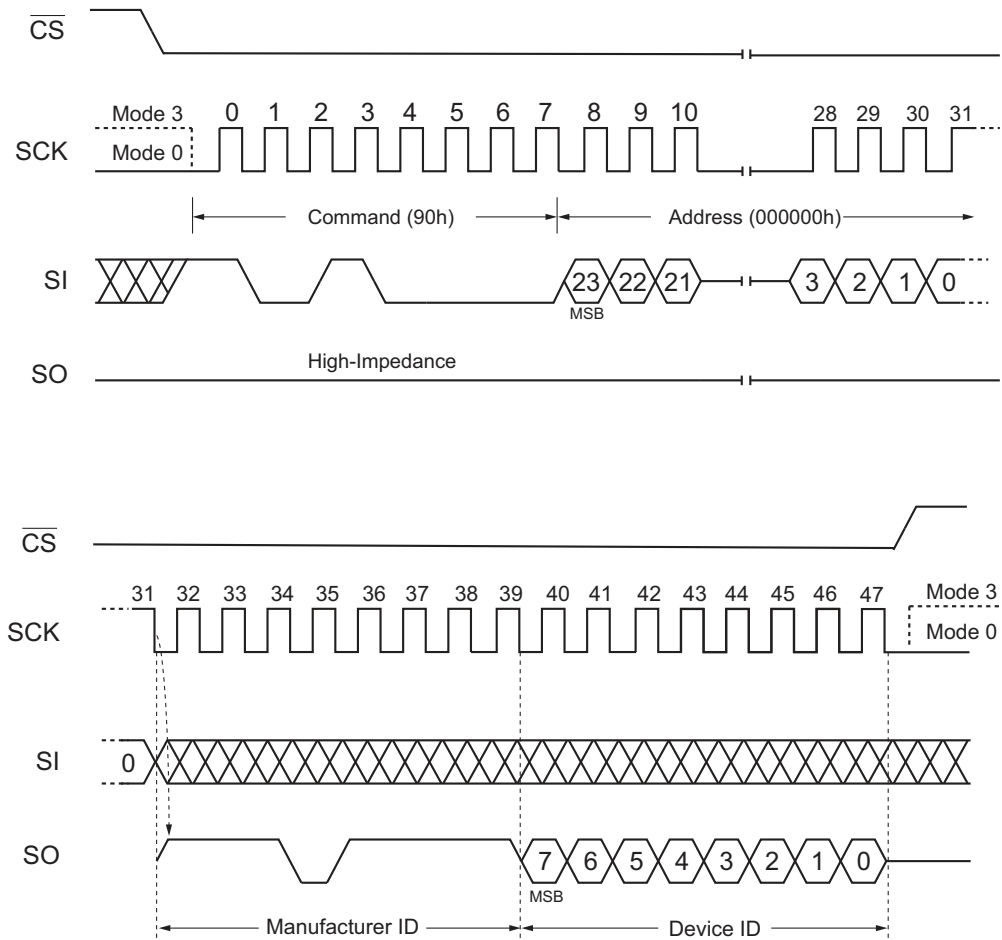 CS
Mode 3 0 1 2 3 4 5 6 7 8 9 10 28 29 30 31
SCK
Mode 0
Command (90h) Address (000000h)
SI 23 22 21 3 2 1 0
MSB
High-Impedance
SO
CS
31 32 33 34 35 36 37 38 39 40 41 42 43 44 45 46 47 Mode 3
SCK Mode 0
SI 0
SO 7 6 5 4 3 2 1 0
MSB
Manufacturer ID Device ID